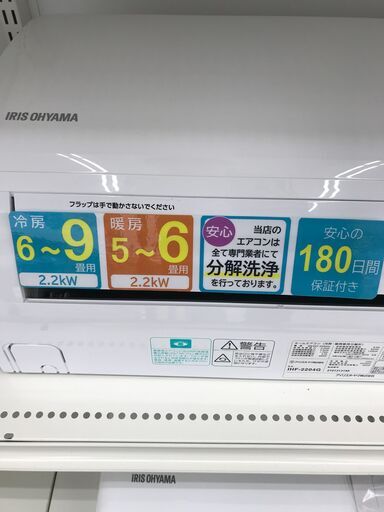 IRIS OHYAMA
フラップは手で動かさないでください
冷房
6～9
畳用
2.2kW
暖房
5～6
畳用
2.2kW
安心
当店の
エアコンは
全て専門業者にて
分解洗浄
を行っております。
安心の
180日間
保証付き
警告
IHF-2204G
IRIS OHYAMA